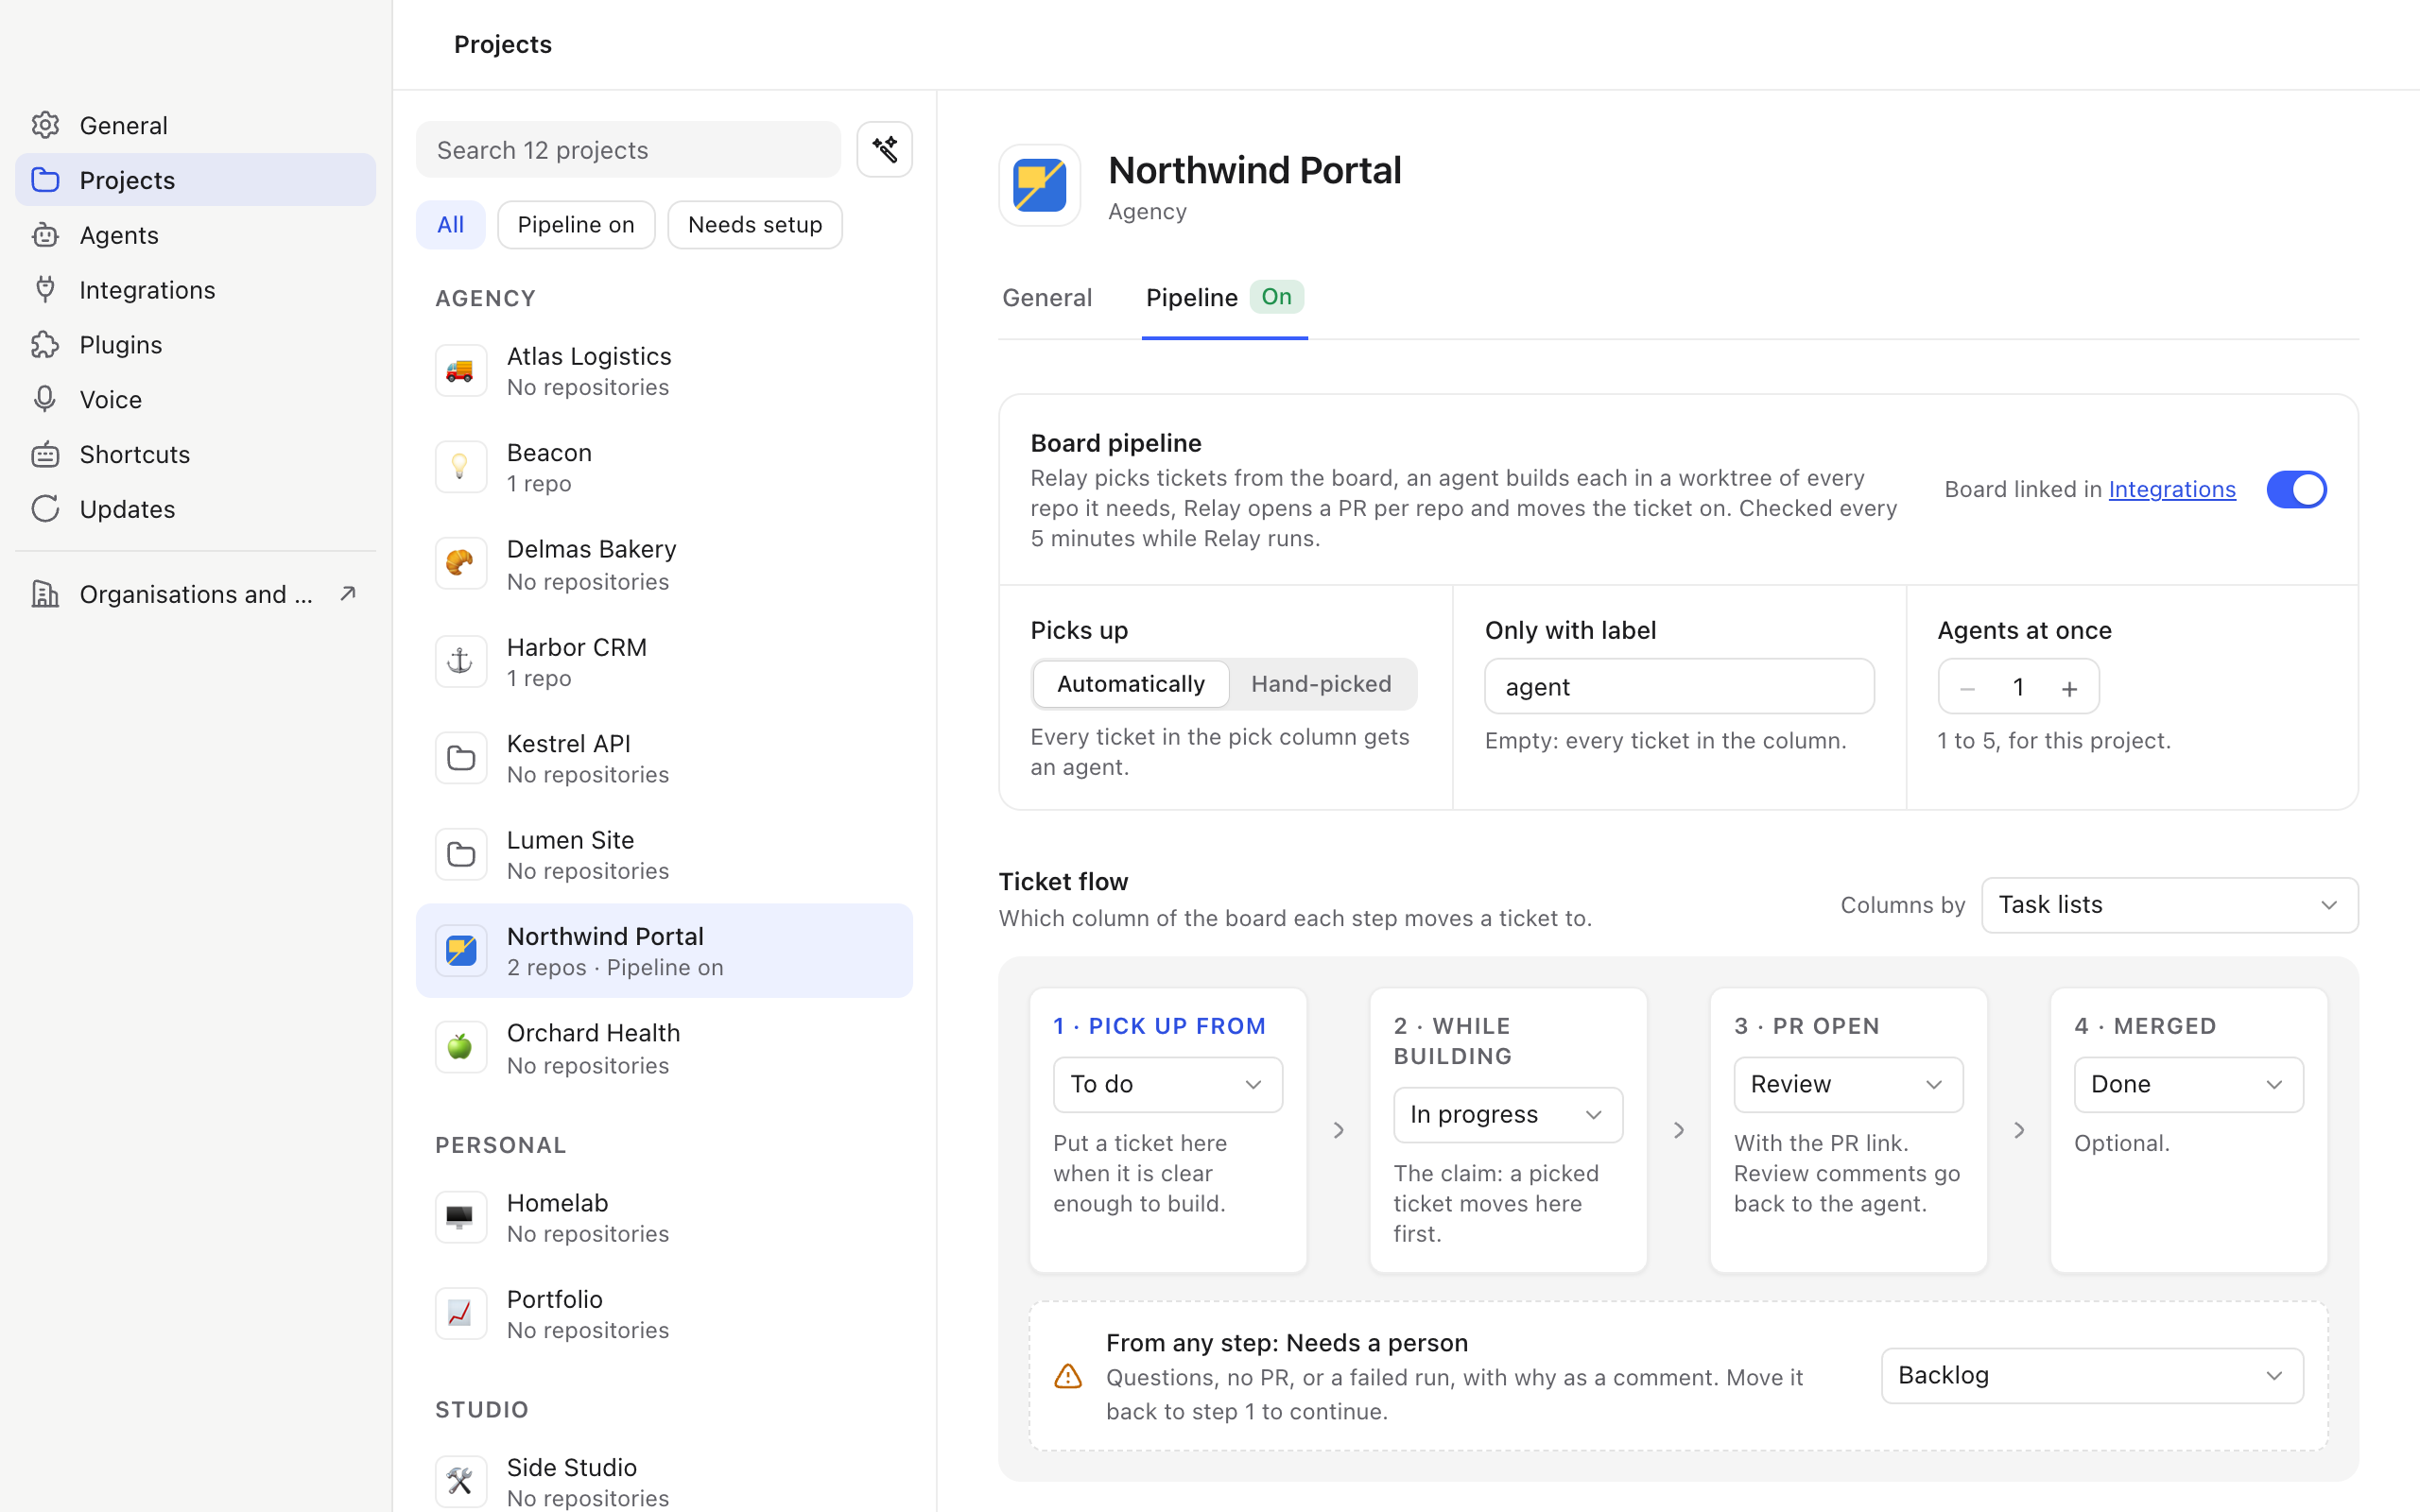 Projects
General
Projects
Agents
Integrations
Plugins
Voice
Shortcuts
Updates
Organisations and ...
Search 12 projects
All
Pipeline on
Needs setup
AGENCY
Atlas Logistics
No repositories
Beacon
1 repo
Delmas Bakery
No repositories
Harbor CRM
1 repo
Kestrel API
No repositories
Lumen Site
No repositories
Northwind Portal
2 repos · Pipeline on
Orchard Health
No repositories
PERSONAL
Homelab
No repositories
Portfolio
No repositories
STUDIO
Side Studio
No repositories
Northwind Portal
Agency
General
Pipeline On
Board pipeline
Relay picks tickets from the board, an agent builds each in a worktree of every
repo it needs, Relay opens a PR per repo and moves the ticket on. Checked every
5 minutes while Relay runs.
Board linked in Integrations
Picks up
Automatically
Hand-picked
Every ticket in the pick column gets
an agent.
Only with label
agent
Empty: every ticket in the column.
Agents at once
− 1 +
1 to 5, for this project.
Ticket flow
Which column of the board each step moves a ticket to.
Columns by
Task lists
1 · PICK UP FROM
To do
Put a ticket here
when it is clear
enough to build.
2 · WHILE
BUILDING
In progress
The claim: a picked
ticket moves here
first.
3 · PR OPEN
Review
With the PR link.
Review comments go
back to the agent.
4 · MERGED
Done
Optional.
From any step: Needs a person
Questions, no PR, or a failed run, with why as a comment. Move it
back to step 1 to continue.
Backlog